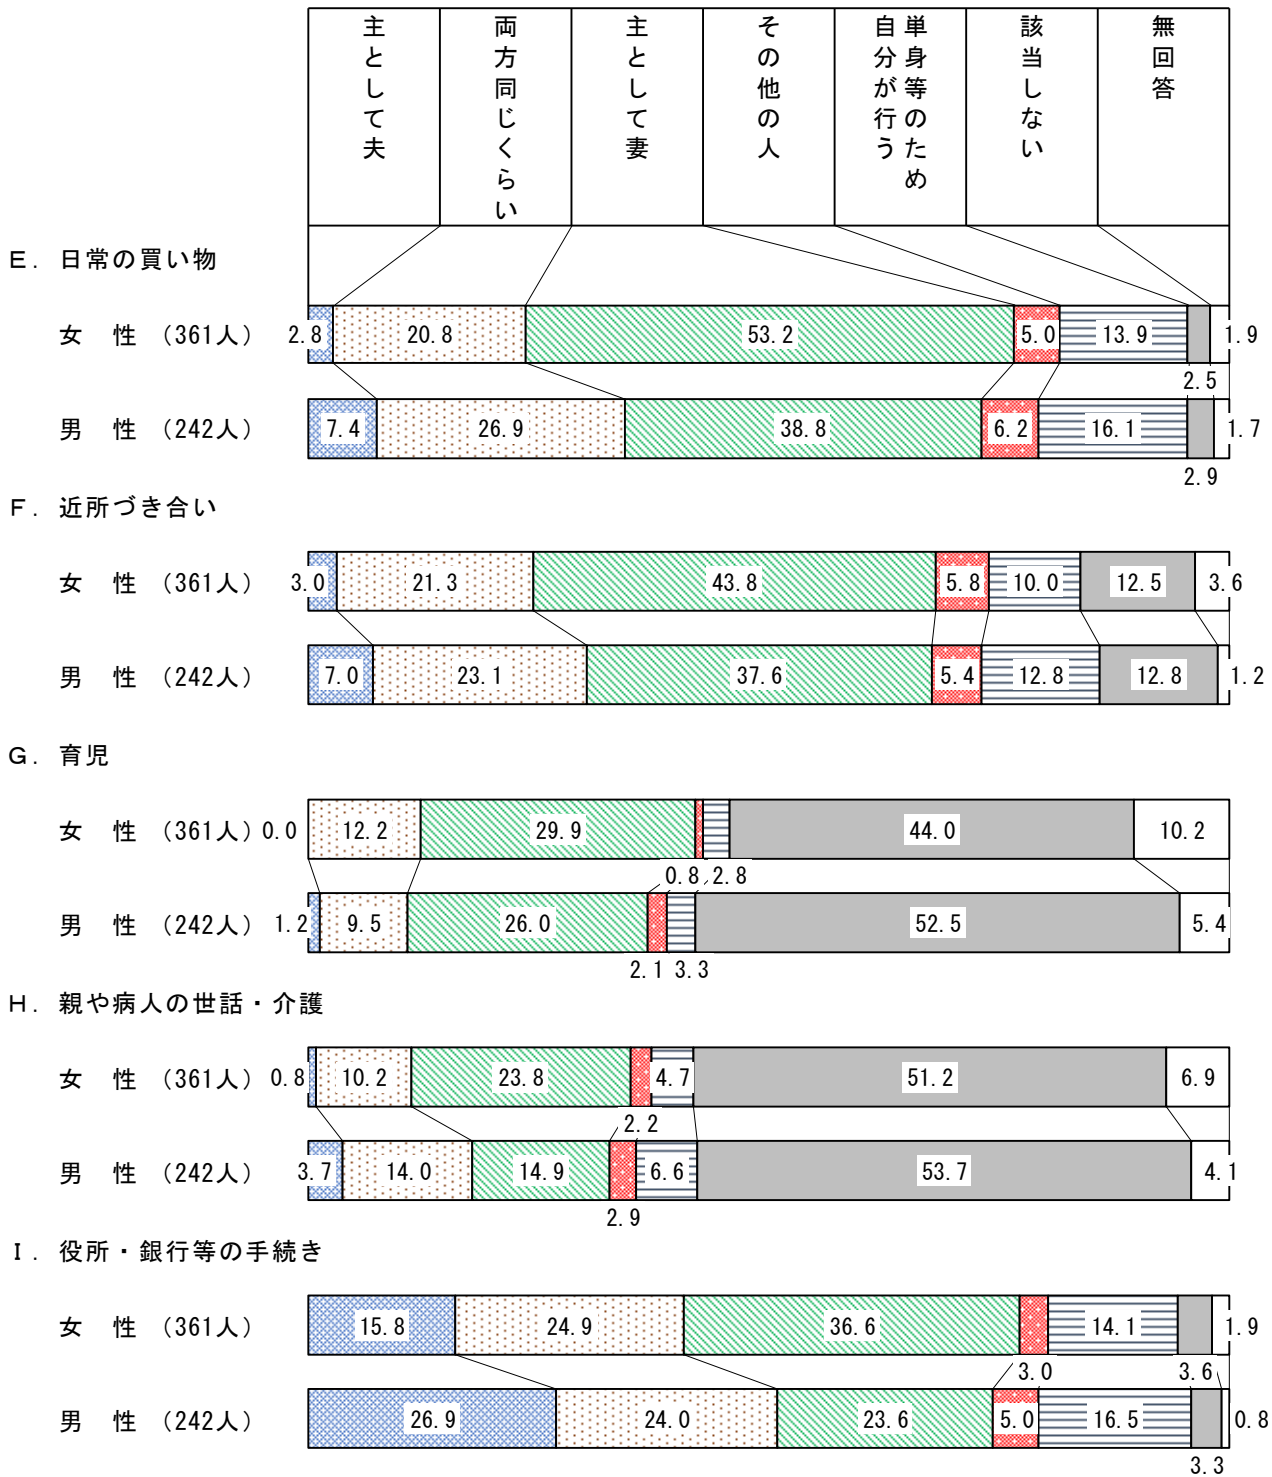 主として夫
両方同じくらい
主として妻
その他の人
単身等のため
自分が行う
該当しない
無回答
Ｅ．日常の買い物
女　性（361人） 2.8 20.8 53.2 5.0 13.9 1.9
2.5
男　性（242人） 7.4 26.9 38.8 6.2 16.1 1.7
2.9
Ｆ．近所づき合い
女　性（361人） 3.0 21.3 43.8 5.8 10.0 12.5 3.6
男　性（242人） 7.0 23.1 37.6 5.4 12.8 12.8 1.2
Ｇ．育児
女　性（361人） 0.0 12.2 29.9 44.0 10.2
0.8 2.8
男　性（242人） 1.2 9.5 26.0 52.5 5.4
2.1 3.3
Ｈ．親や病人の世話・介護
女　性（361人） 0.8 10.2 23.8 4.7 51.2 6.9
2.2
男　性（242人） 3.7 14.0 14.9 6.6 53.7 4.1
2.9
Ｉ．役所・銀行等の手続き
女　性（361人） 15.8 24.9 36.6 14.1 1.9
3.0 3.6
男　性（242人） 26.9 24.0 23.6 5.0 16.5 0.8
3.3